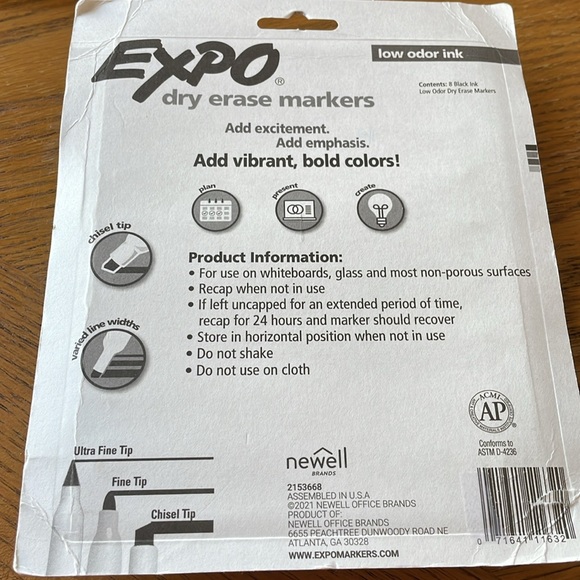 EXPO®
dry erase markers
low odor ink
Contents: 8 Black Ink
Low Odor Dry Erase Markers
Add excitement.
Add emphasis.
Add vibrant, bold colors!
plan
present
create
chisel tip
varied line widths
Product Information:
• For use on whiteboards, glass and most non-porous surfaces
• Recap when not in use
• If left uncapped for an extended period of time,
recap for 24 hours and marker should recover
• Store in horizontal position when not in use
• Do not shake
• Do not use on cloth
Ultra Fine Tip
Fine Tip
Chisel Tip
newell
BRANDS
2153668
ASSEMBLED IN U.S.A
©2021 NEWELL OFFICE BRANDS
PRODUCT OF:
NEWELL OFFICE BRANDS
6655 PEACHTREE DUNWOODY RD NE
ATLANTA, GA 30328
WWW.EXPOMARKERS.COM
ACMI
AP
Conforms to
ASTM D-4236
0 71641 11632